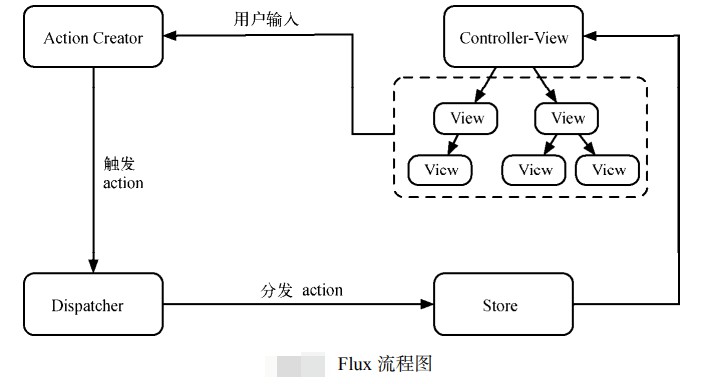 Action Creator
用户输入
Controller-View
View
View
View
View
View
触发
action
Dispatcher
分发 action
Store
Flux 流程图